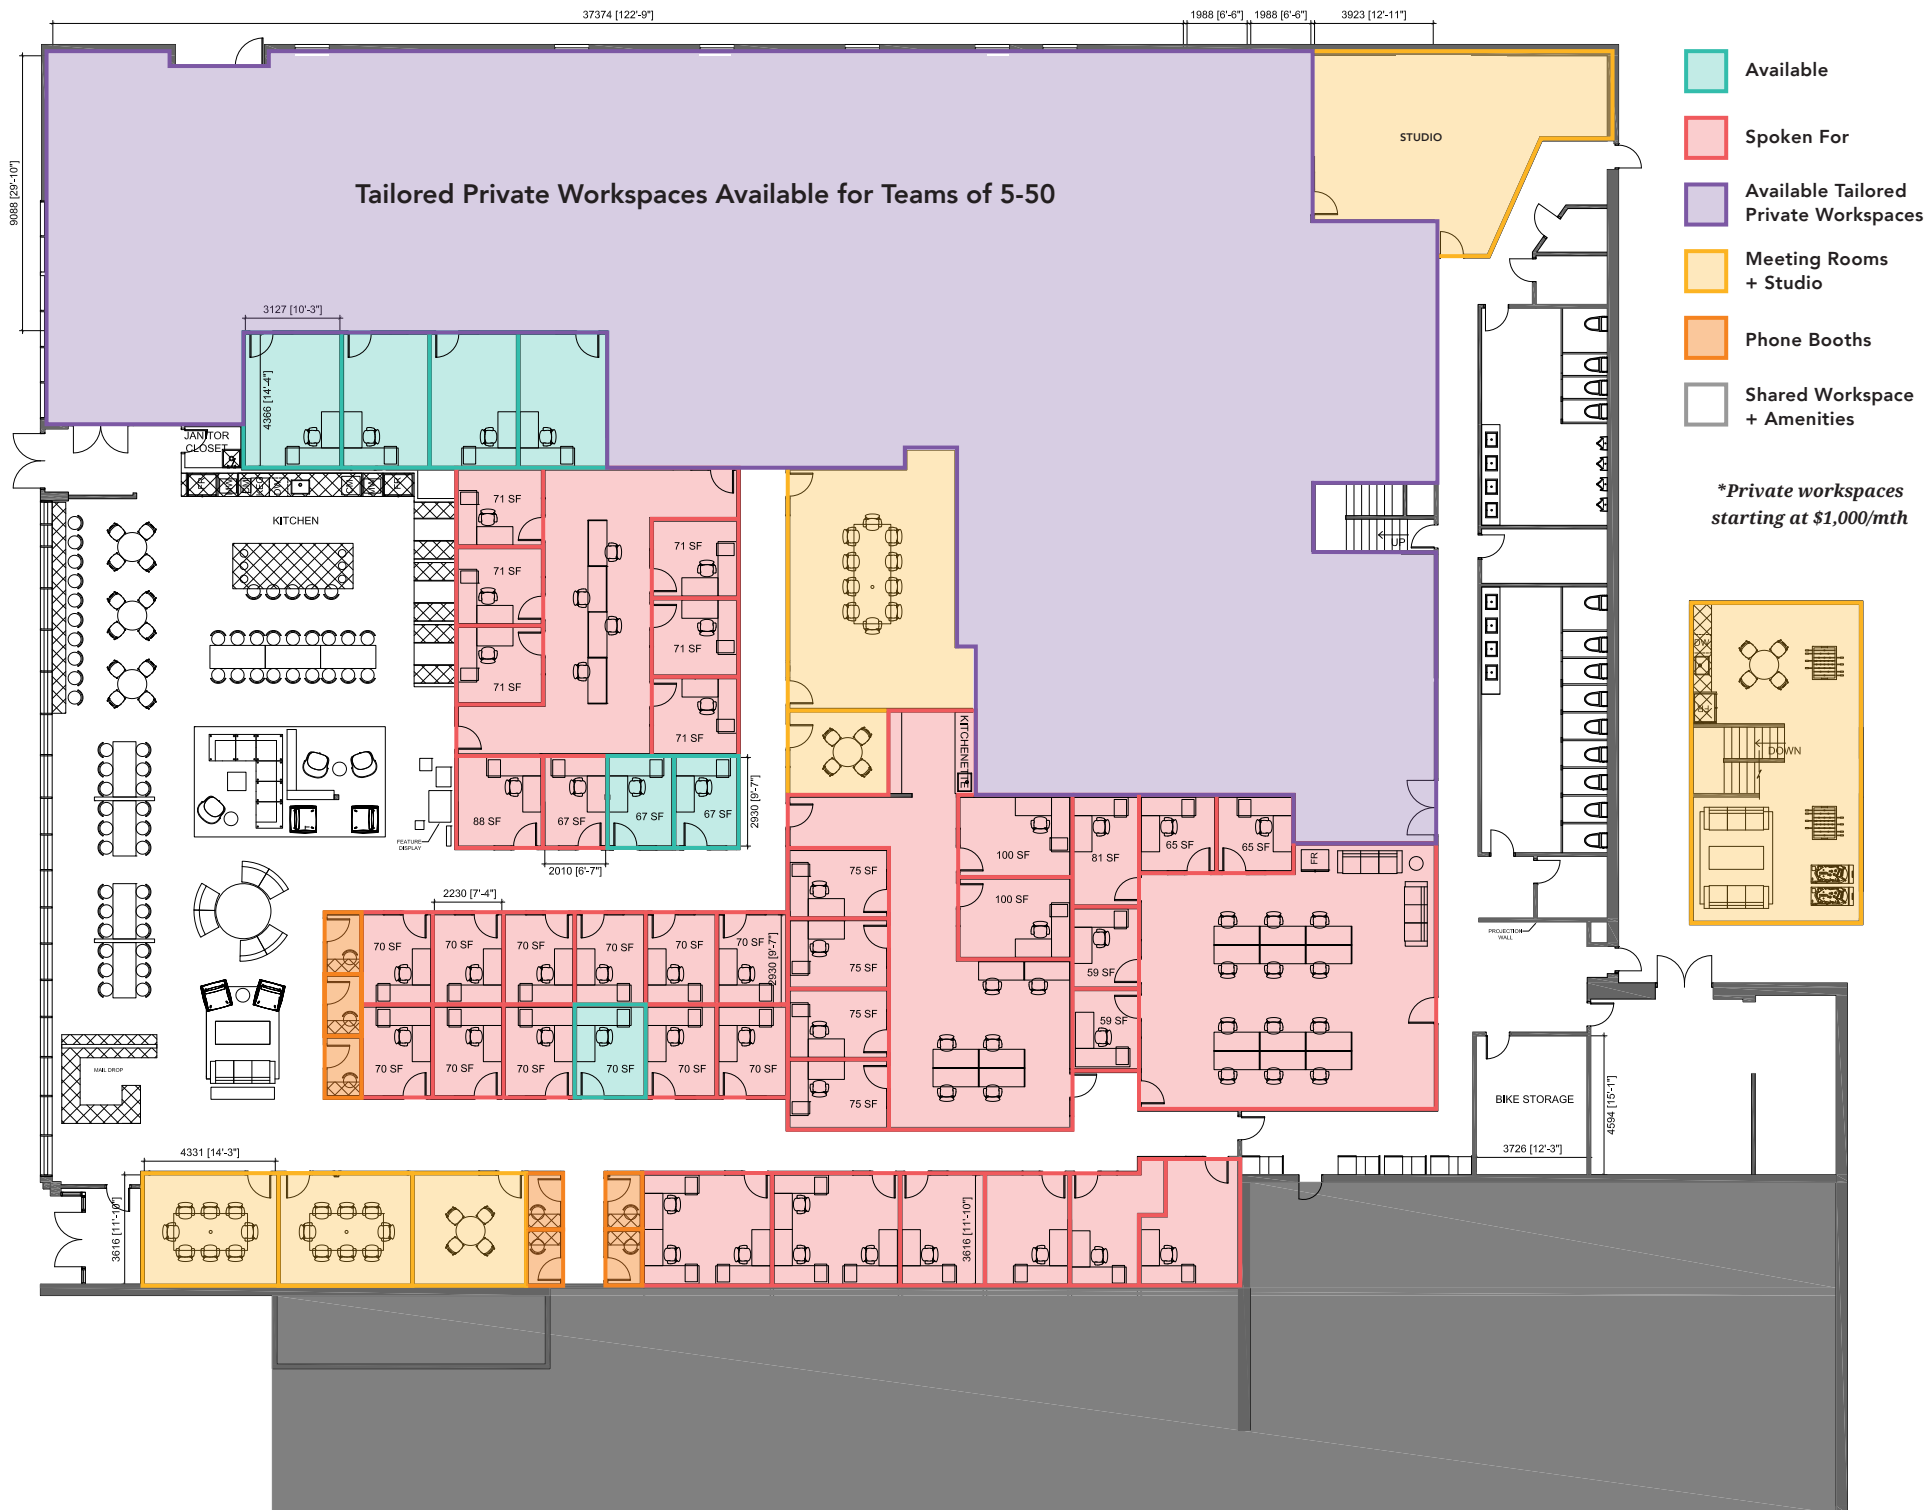 37374 [122'-9"]
1988 [6'-6"]
1988 [6'-6"]
3923 [12'-11"]
9088 [29'-10"]
Tailored Private Workspaces Available for Teams of 5-50
STUDIO
Available
Spoken For
Available Tailored
Private Workspaces
Meeting Rooms
+ Studio
Phone Booths
Shared Workspace
+ Amenities
*Private workspaces
starting at $1,000/mth
3127 [10'-3"]
4366 [14'-4"]
JANITOR
CLOSET
KITCHEN
71 SF
71 SF
71 SF
71 SF
71 SF
71 SF
UP
KITCHENETTE
88 SF
67 SF
67 SF
67 SF
2930 [9'-7"]
2010 [6'-7"]
FEATURE
DISPLAY
DW
DOWN
100 SF
81 SF
65 SF
65 SF
FR
75 SF
100 SF
2230 [7'-4"]
70 SF
70 SF
70 SF
70 SF
70 SF
70 SF
2930 [9'-7"]
75 SF
59 SF
PROJECTION
WALL
75 SF
59 SF
70 SF
70 SF
70 SF
70 SF
70 SF
70 SF
75 SF
MAIL DROP
BIKE STORAGE
4594 [15'-1"]
3726 [12'-3"]
4331 [14'-3"]
3616 [11'-10"]
3616 [11'-10"]